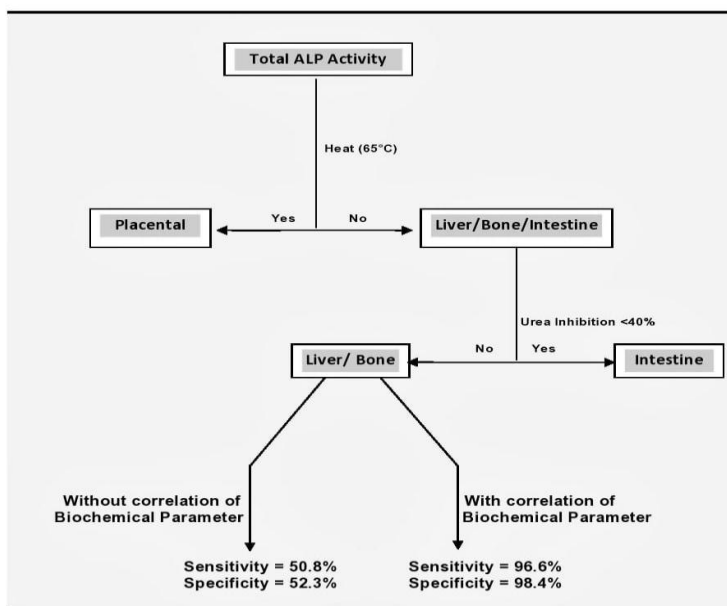 Total ALP Activity
Heat (65°C)
Yes No
Placental
Liver/Bone/Intestine
Urea Inhibition <40%
No Yes
Liver/ Bone
Intestine
Without correlation of
Biochemical Parameter
With correlation of
Biochemical Parameter
Sensitivity = 50.8%
Specificity = 52.3%
Sensitivity = 96.6%
Specificity = 98.4%